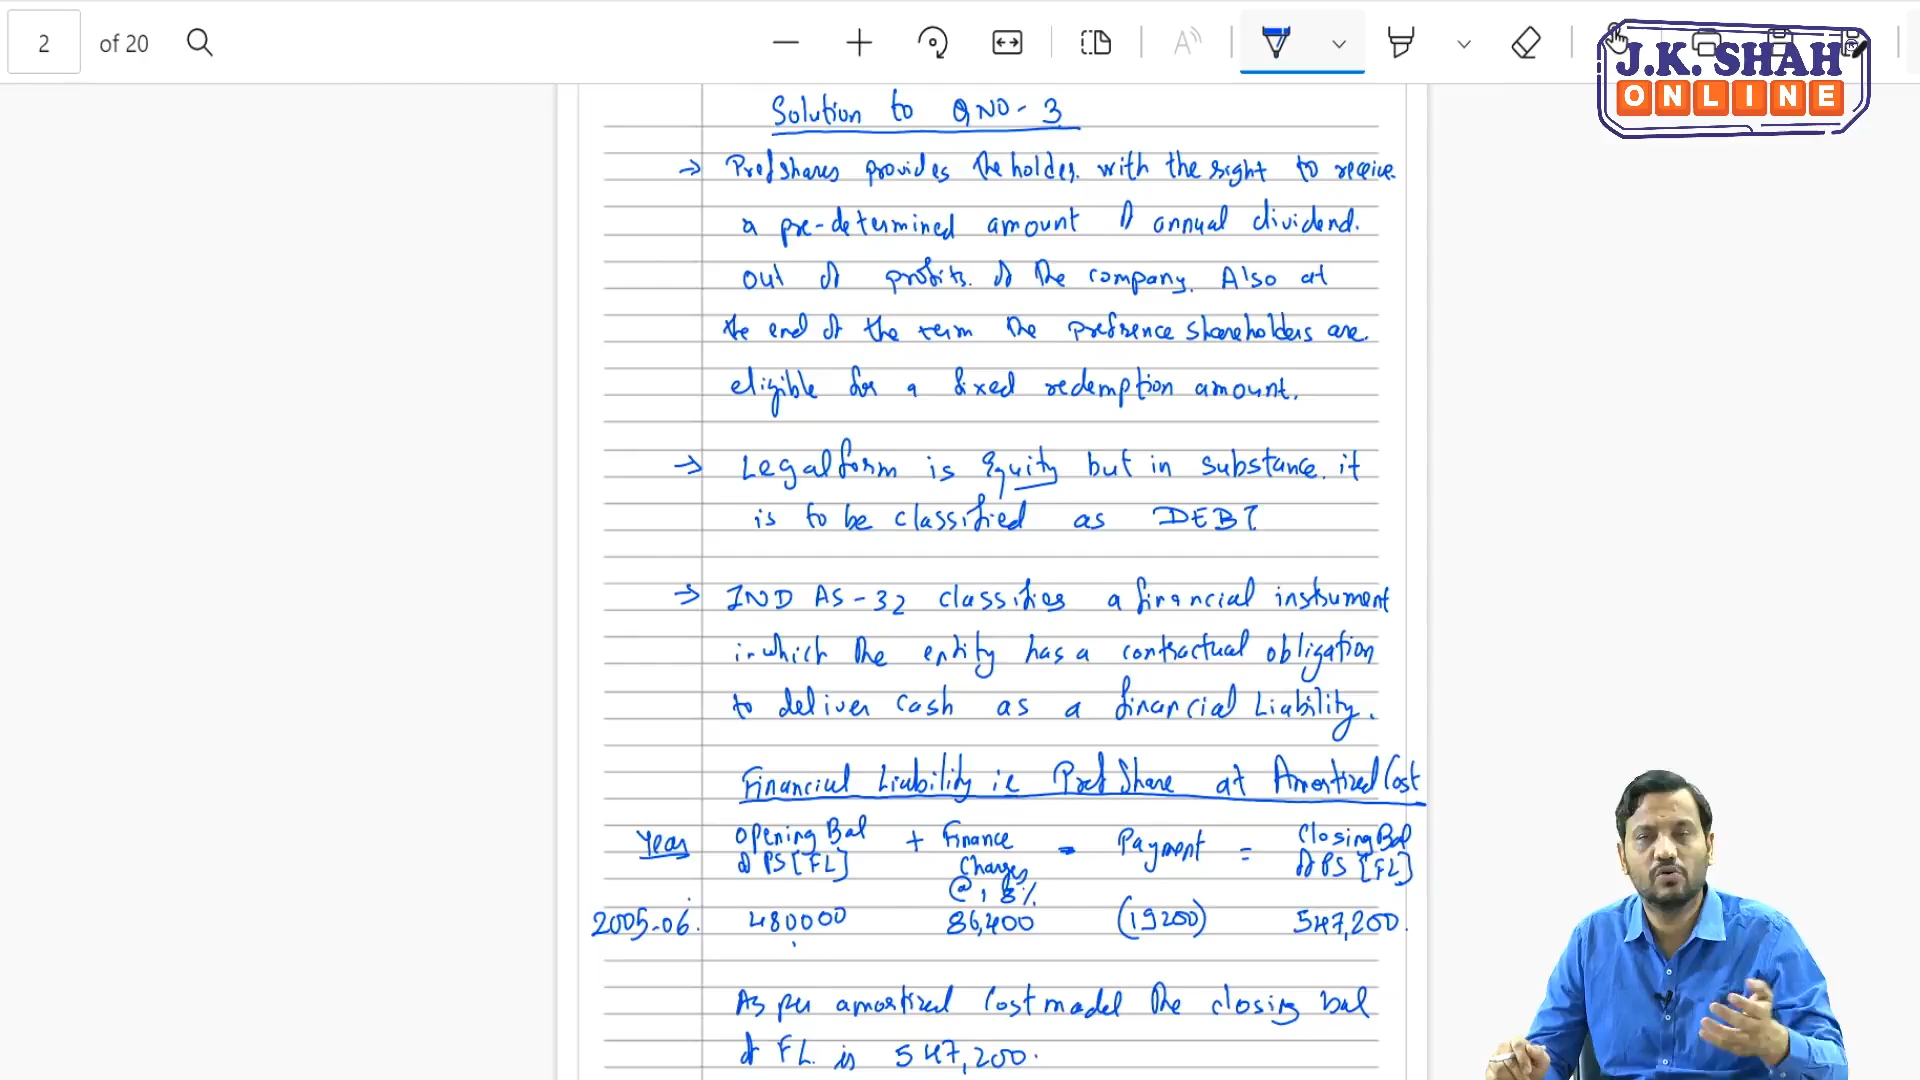 2 of 20
J.K. SHAH
ONLINE
Solution to QNO-3
→ Prefshares provides the holder with the right to receive
a pre-determined amount of annual dividend.
out of profits of the company. Also at
the end of the term the prefrence shareholders are
eligible for a fixed redemption amount.
→ Legal form is Equity but in substance it
is to be classified as DEBT
→ IND AS-32 classifies a financial instrument
in which the entity has a contractual obligation
to deliver cash as a financial Liability.
Financial Liability ie Pref Share at Amortized Cost
Year Opening Bal of PS [FL] + Finance Charges @ 18% - Payment = Closing Bal of PS [FL]
2005-06. 480000 86,400 (19200) 547,200.
As per amortized cost model the closing bal
of FL is 547,200.